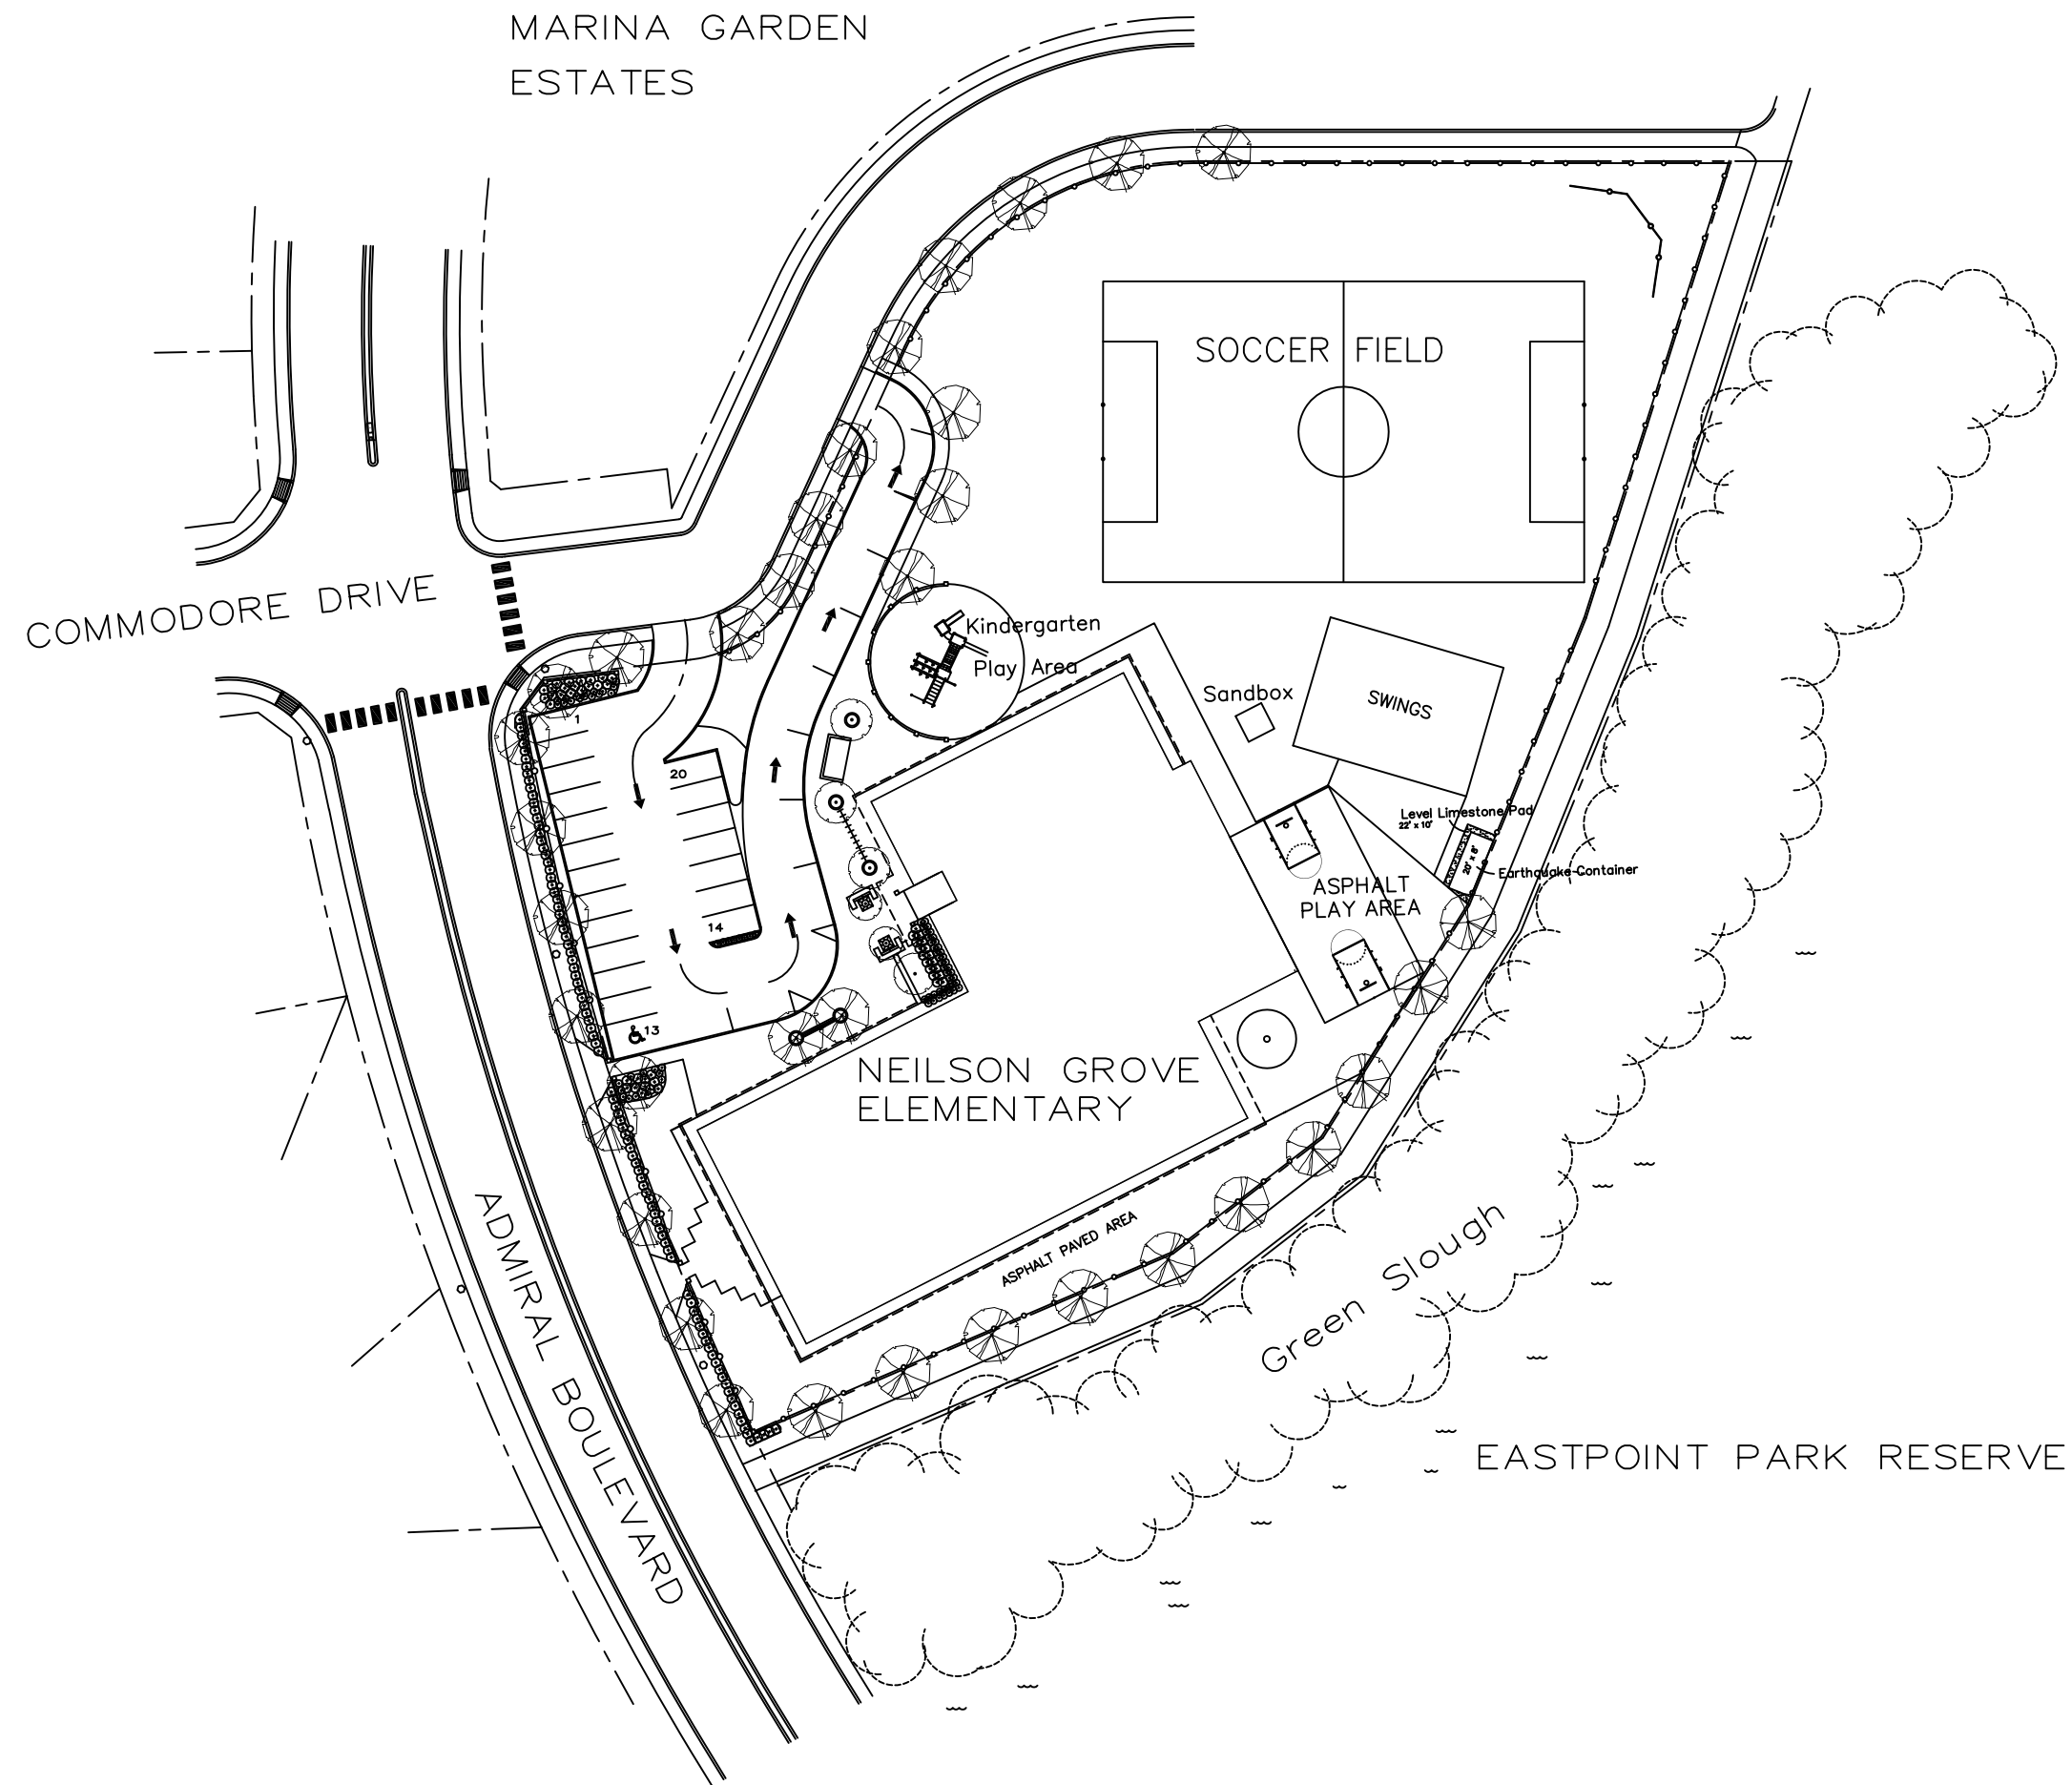 MARINA GARDEN
ESTATES
SOCCER FIELD
COMMODORE DRIVE
Kindergarten
Play Area
Sandbox
SWINGS
1
20
Level Limestone Pad
22' x 10'
20' x 8'
Earthquake Container
ASPHALT
PLAY AREA
14
13
NEILSON GROVE
ELEMENTARY
ASPHALT PAVED AREA
ADMIRAL BOULEVARD
Green Slough
EASTPOINT PARK RESERVE